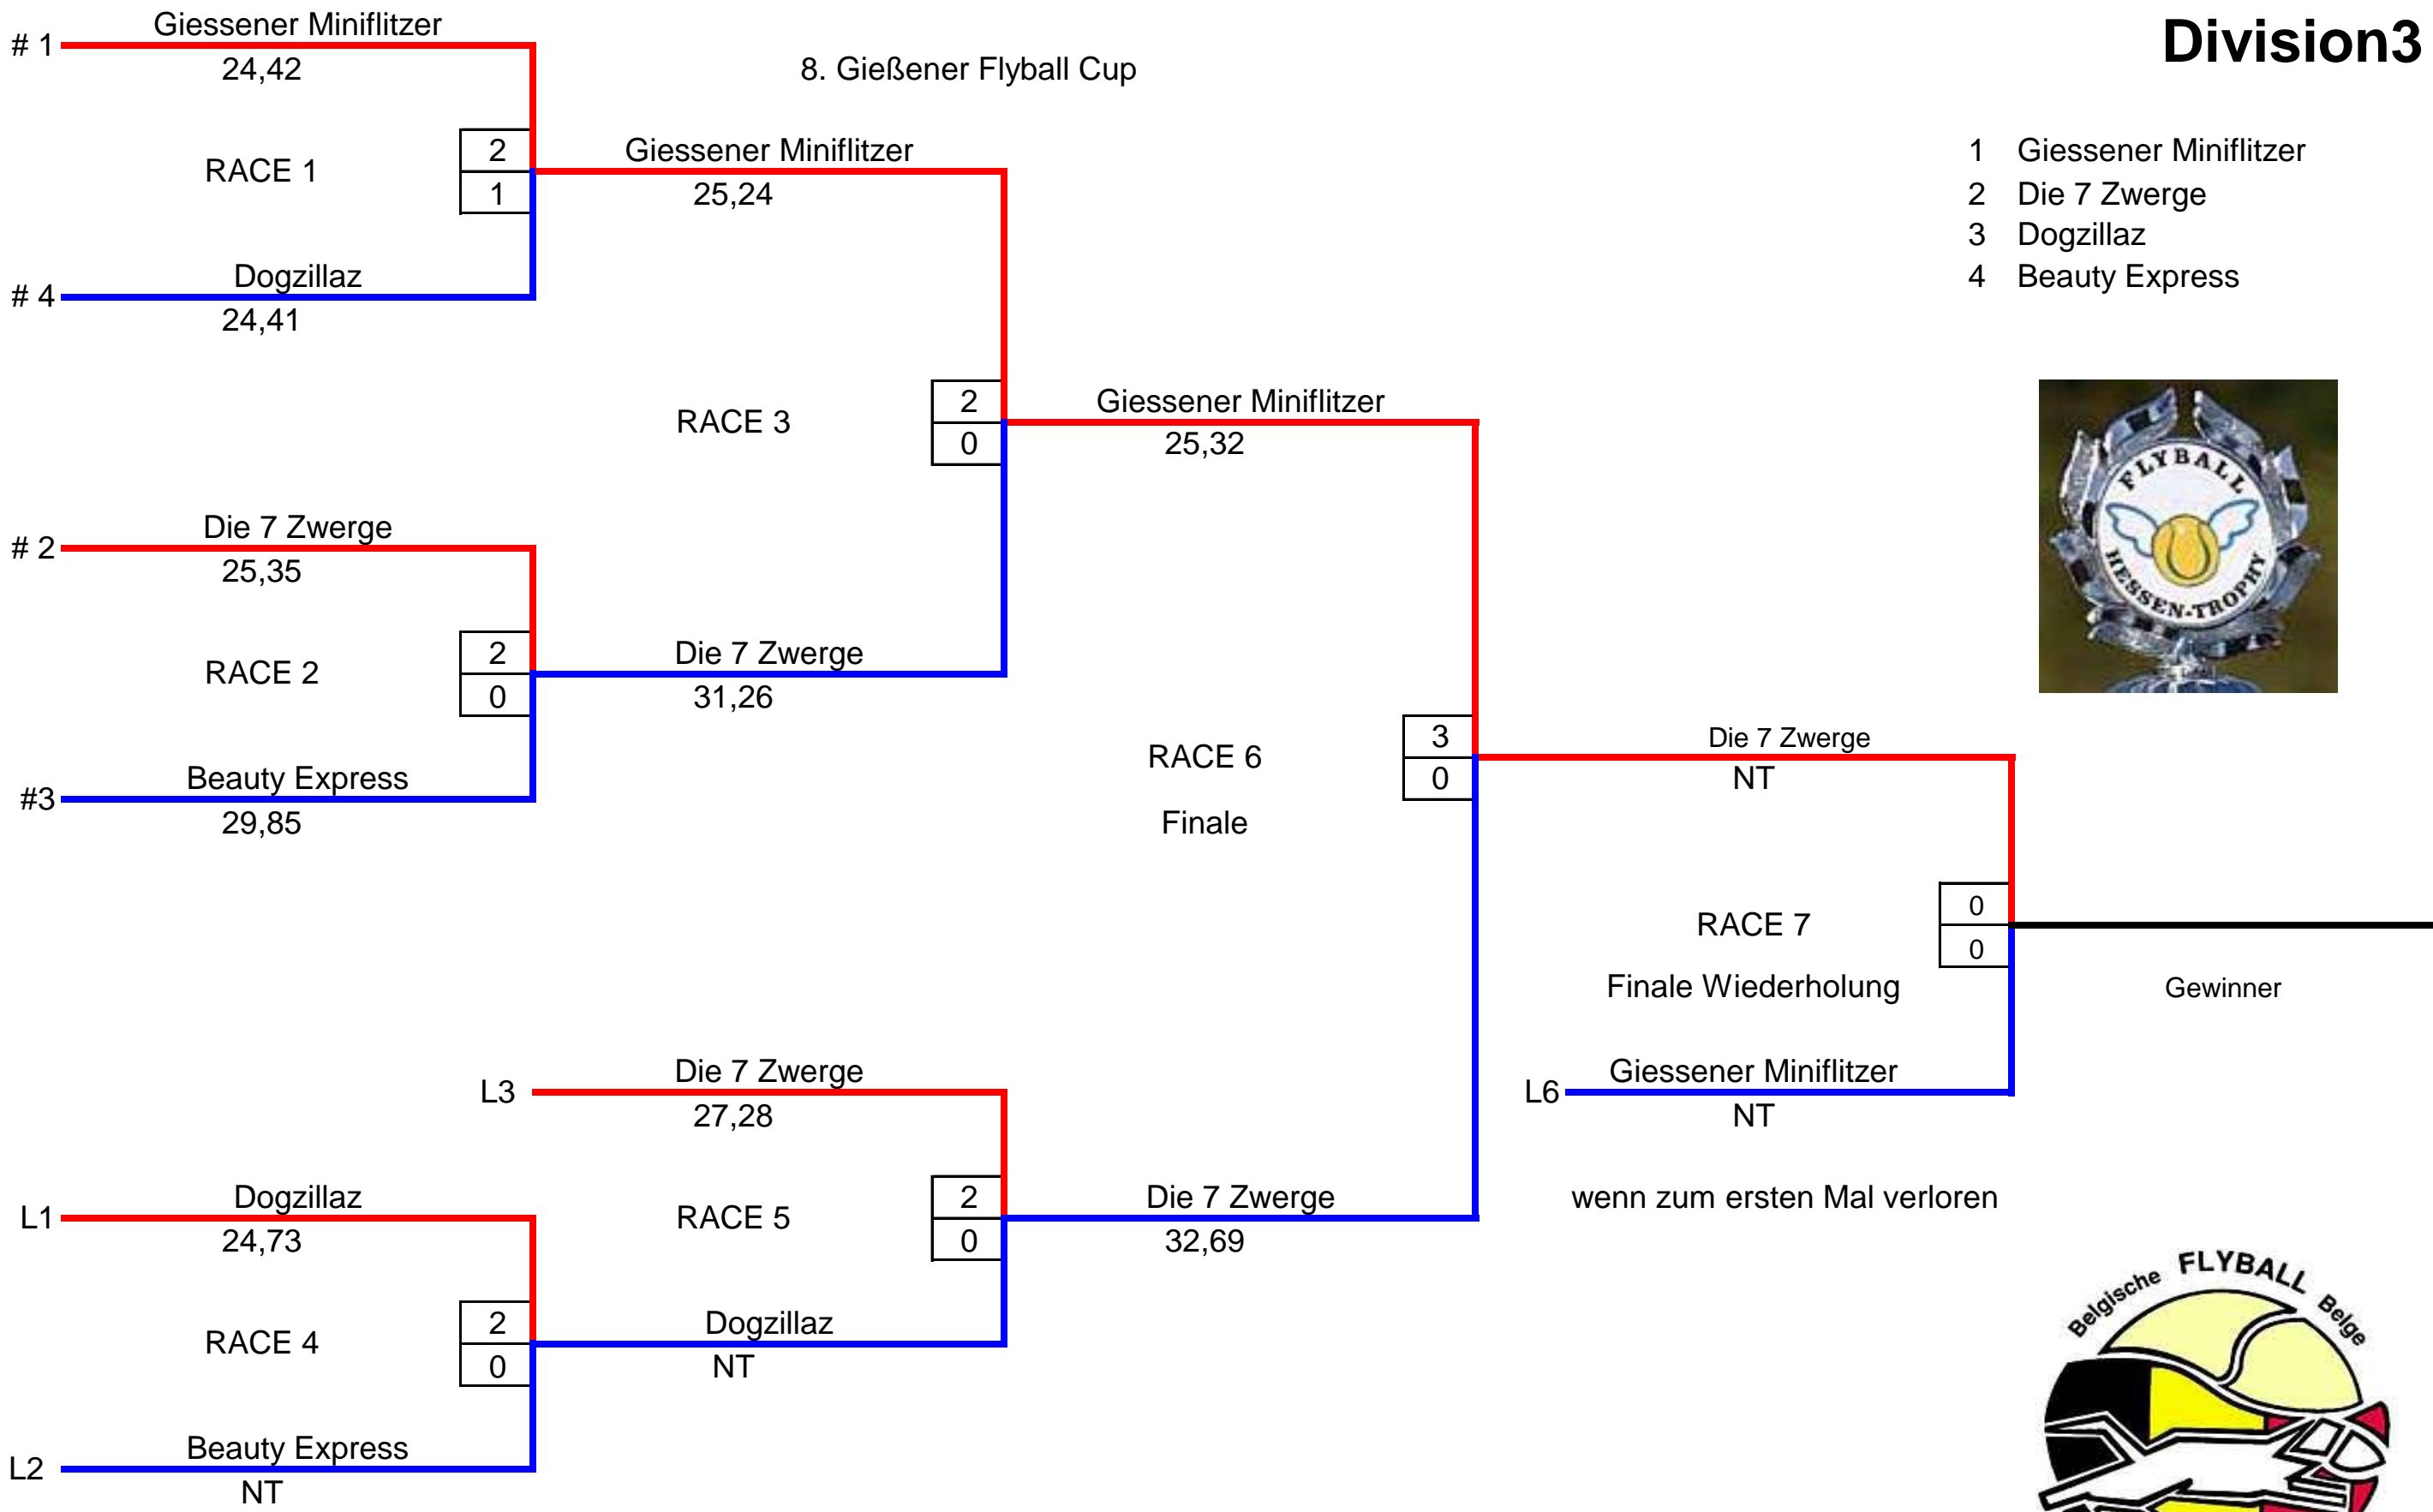 Division3
8. Gießener Flyball Cup
1 Giessener Miniflitzer
2 Die 7 Zwerge
3 Dogzillaz
4 Beauty Express
# 1
Giessener Miniflitzer
24,42
RACE 1
2
1
# 4
Dogzillaz
24,41
Giessener Miniflitzer
25,24
RACE 3
2
0
# 2
Die 7 Zwerge
25,35
RACE 2
2
0
#3
Beauty Express
29,85
Die 7 Zwerge
31,26
Giessener Miniflitzer
25,32
RACE 6
3
0
Finale
Die 7 Zwerge
NT
RACE 7
0
0
Finale Wiederholung
Gewinner
L6
Giessener Miniflitzer
NT
wenn zum ersten Mal verloren
L3
Die 7 Zwerge
27,28
RACE 5
2
0
Die 7 Zwerge
32,69
L1
Dogzillaz
24,73
RACE 4
2
0
Dogzillaz
NT
L2
Beauty Express
NT
FLYBALL
HESSEN-TROPHY
Belgische FLYBALL Belge